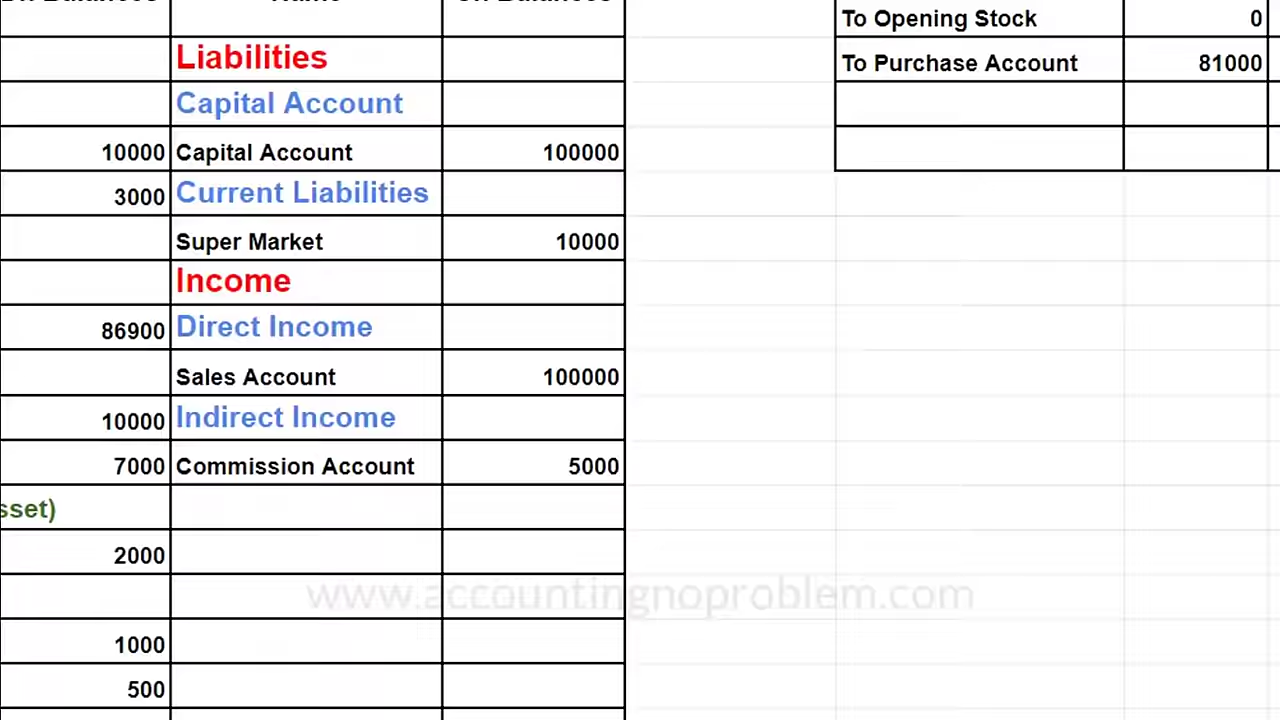 To Opening Stock 0
Liabilities
To Purchase Account 81000
Capital Account
10000 Capital Account 100000
3000 Current Liabilities
Super Market 10000
Income
86900 Direct Income
Sales Account 100000
10000 Indirect Income
7000 Commission Account 5000
sset)
2000
www.accountingnoproblem.com
1000
500